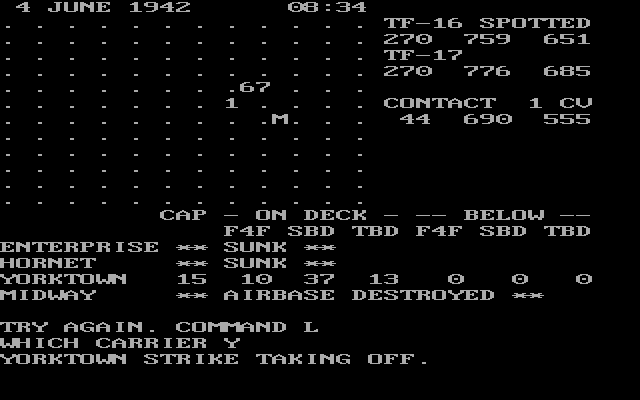 4 JUNE 1942 08:34
. . . . . . . . . . . . TF-16 SPOTTED
. . . . . . . . . . . . 270 759 651
. . . . . . . . . . . . TF-17
. . . . . . . . . . . . 270 776 685
. . . . . . . .67 . . .
. . . . . . . 1 . . . . . CONTACT 1 CV
. . . . . . . . .M. . . 44 690 555
. . . . . . . . . . . .
. . . . . . . . . . . .
. . . . . . . . . . . .
. . . . . . . . . . . .
. . . . . . . . . . . .
CAP - ON DECK - -- BELOW --
F4F SBD TBD F4F SBD TBD
ENTERPRISE ** SUNK **
HORNET ** SUNK **
YORKTOWN 15 10 37 13 0 0 0
MIDWAY ** AIRBASE DESTROYED **
TRY AGAIN. COMMAND L
WHICH CARRIER Y
YORKTOWN STRIKE TAKING OFF.